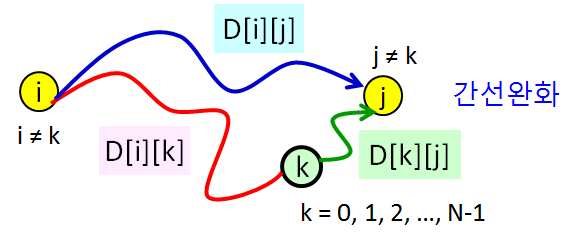 D[i][j]
j ≠ k
i
j
간선완화
i ≠ k
D[i][k]
k
D[k][j]
k = 0, 1, 2, ..., N-1